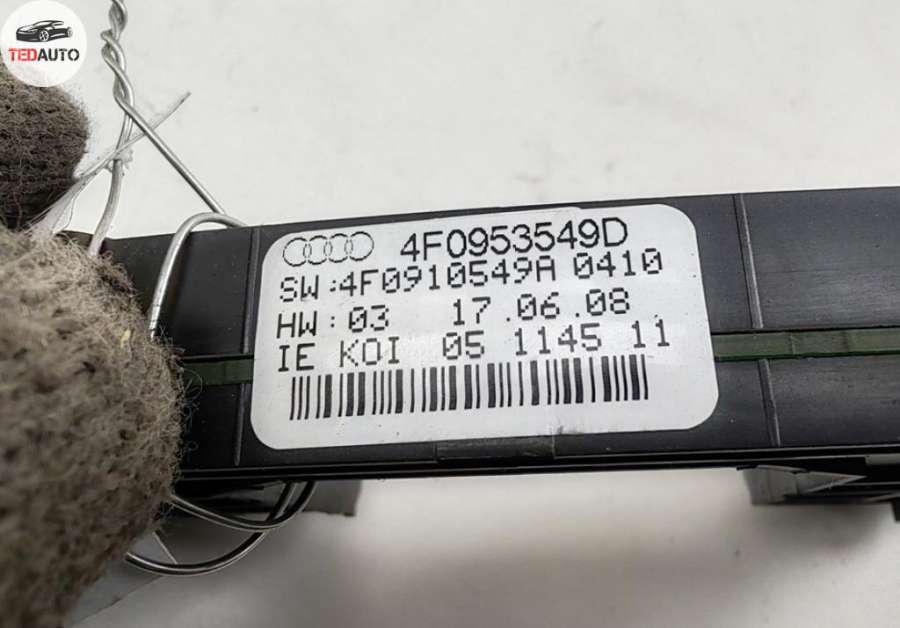 TEDAUTO
4F0953549D
SW:4F0910549A 0410
HW:03 17.06.08
IE KOI 05 1145 11